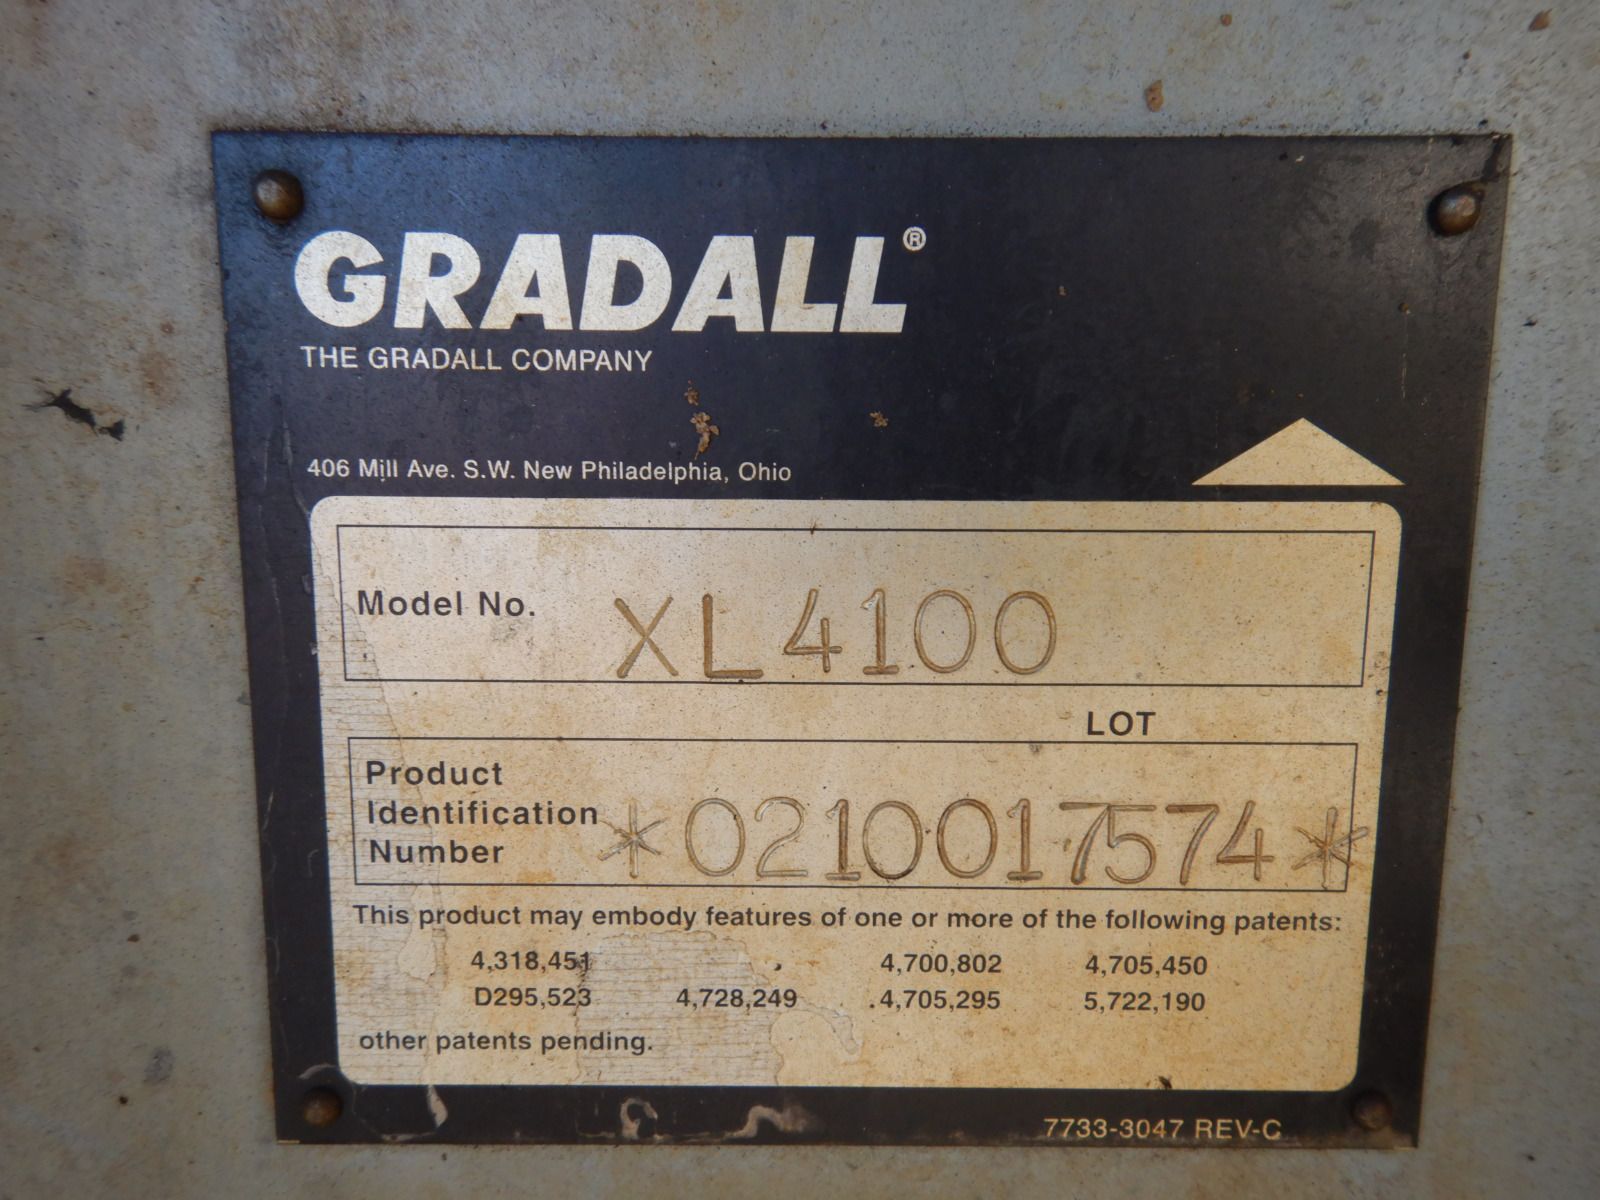 GRADALL®
THE GRADALL COMPANY
406 Mill Ave. S.W. New Philadelphia, Ohio
Model No. XL4100
LOT
Product
Identification
Number *0210017574*
This product may embody features of one or more of the following patents:
4,318,451 4,700,802 4,705,450
D295,523 4,728,249 4,705,295 5,722,190
other patents pending.
7733-3047 REV-C